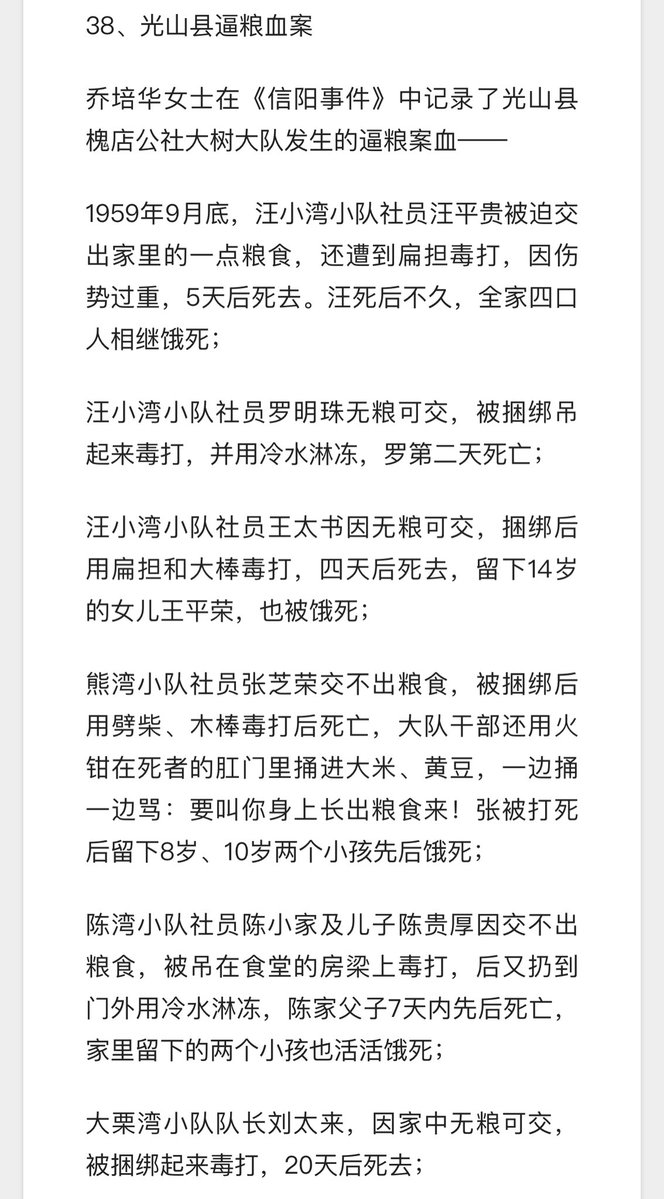 38、光山县逼粮血案
乔培华女士在《信阳事件》中记录了光山县
槐店公社大树大队发生的逼粮案血——
1959年9月底，汪小湾小队社员汪平贵被迫交
出家里的一点粮食，还遭到扁担毒打，因伤
势过重，5天后死去。汪死后不久，全家四口
人相继饿死；
汪小湾小队社员罗明珠无粮可交，被捆绑吊
起来毒打，并用冷水淋冻，罗第二天死亡；
汪小湾小队社员王太书因无粮可交，捆绑后
用扁担和大棒毒打，四天后死去，留下14岁
的女儿王平荣，也被饿死；
熊湾小队社员张芝荣交不出粮食，被捆绑后
用劈柴、木棒毒打后死亡，大队干部还用火
钳在死者的肛门里捅进大米、黄豆，一边捅
一边骂：要叫你身上长出粮食来！张被打死
后留下8岁、10岁两个小孩先后饿死；
陈湾小队社员陈小家及儿子陈贵厚因交不出
粮食，被吊在食堂的房梁上毒打，后又扔到
门外用冷水淋冻，陈家父子7天内先后死亡，
家里留下的两个小孩也活活饿死；
大栗湾小队队长刘太来，因家中无粮可交，
被捆绑起来毒打，20天后死去；